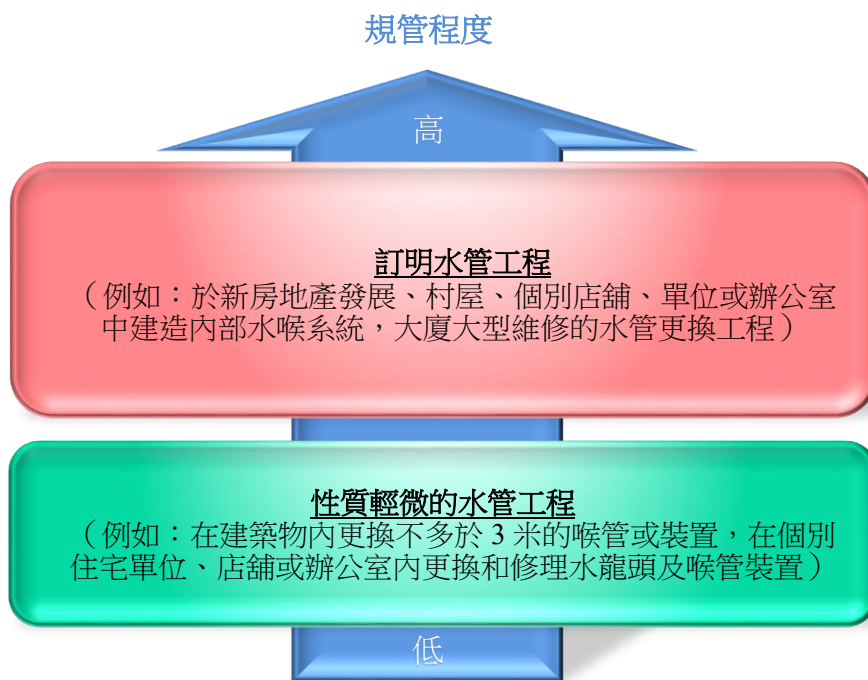 規管程度
高
訂明水管工程
（例如：於新房地產發展、村屋、個別店舖、單位或辦公室
中建造內部水喉系統，大廈大型維修的水管更換工程）
性質輕微的水管工程
（例如：在建築物內更換不多於 3 米的喉管或裝置，在個別
住宅單位、店舖或辦公室內更換和修理水龍頭及喉管裝置）
低